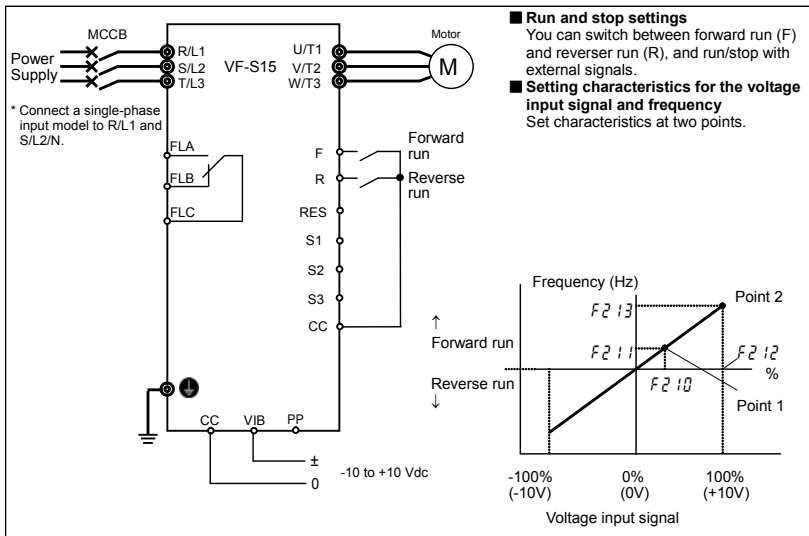 MCCB
Power
Supply
R/L1
S/L2
T/L3
VF-S15
U/T1
V/T2
W/T3
Motor
M
* Connect a single-phase
input model to R/L1 and
S/L2/N.
FLA
FLB
FLC
F
R
RES
S1
S2
S3
CC
Forward
run
Reverse
run
CC
VIB
PP
±
0
-10 to +10 Vdc
■ Run and stop settings
You can switch between forward run (F)
and reverser run (R), and run/stop with
external signals.
■ Setting characteristics for the voltage
input signal and frequency
Set characteristics at two points.
Frequency (Hz)
F213
Point 2
↑
Forward run
F211
F212
%
Reverse run
↓
F210
Point 1
-100%
(-10V)
0%
(0V)
100%
(+10V)
Voltage input signal